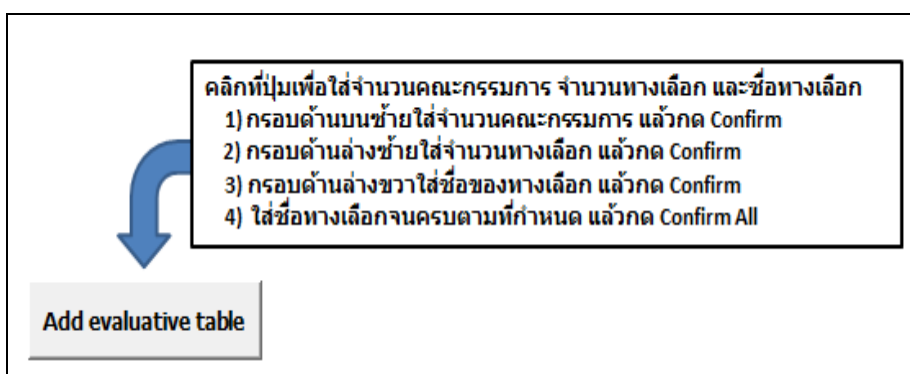 คลิกที่ปุ่มเพื่อใส่จำนวนคณะกรรมการ จำนวนทางเลือก และชื่อทางเลือก
1) กรอบด้านบนซ้ายใส่จำนวนคณะกรรมการ แล้วกด Confirm
2) กรอบด้านล่างซ้ายใส่จำนวนทางเลือก แล้วกด Confirm
3) กรอบด้านล่างขวาใส่ชื่อของทางเลือก แล้วกด Confirm
4) ใส่ชื่อทางเลือกจนครบตามที่กำหนด แล้วกด Confirm All
Add evaluative table